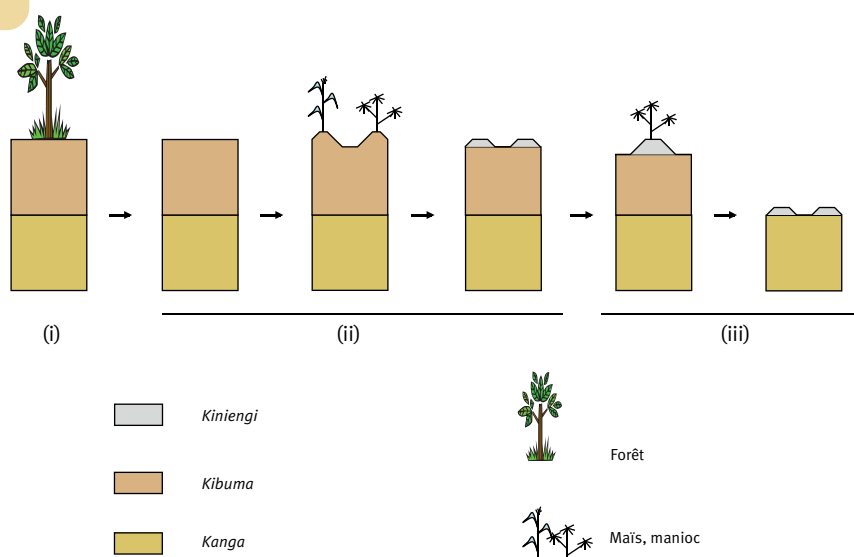 (i)
(ii)
(iii)
Kiniengi
Forêt
Kibuma
Kanga
Maïs, manioc